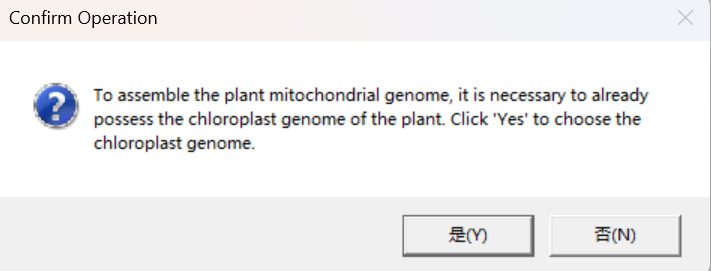 Confirm Operation
To assemble the plant mitochondrial genome, it is necessary to already
possess the chloroplast genome of the plant. Click 'Yes' to choose the
chloroplast genome.
是(Y) 否(N)